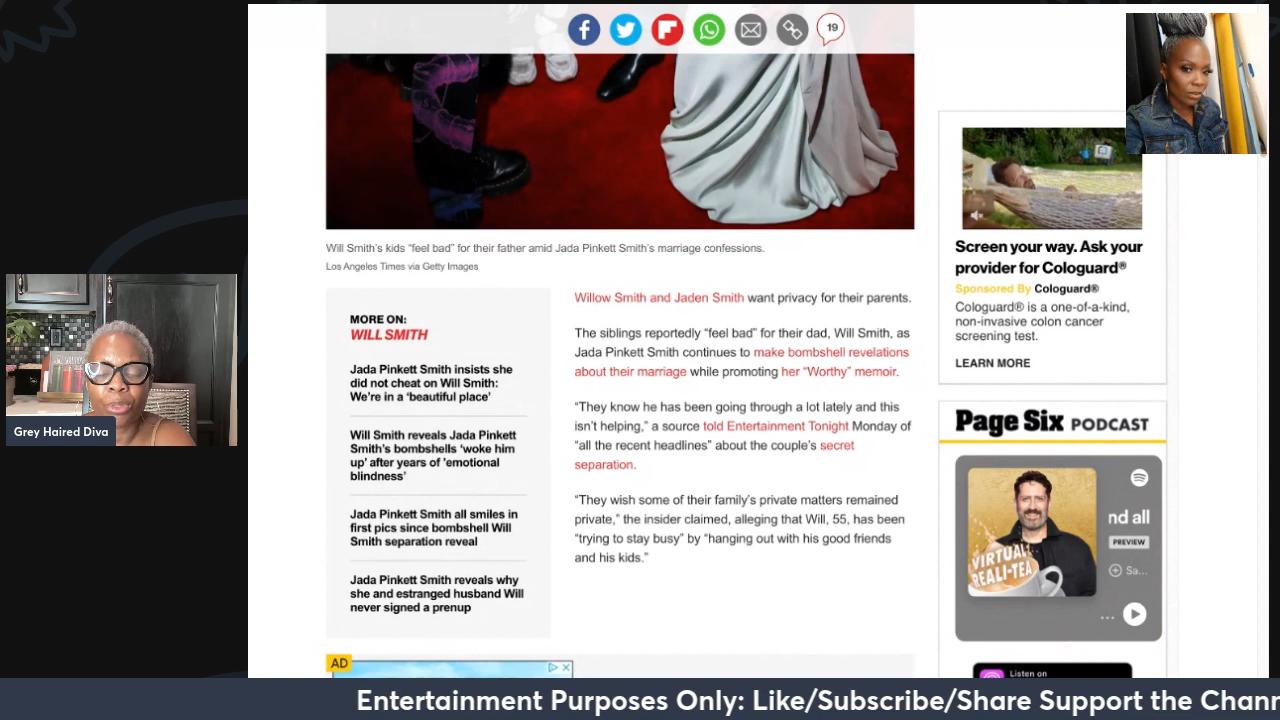 19
Will Smith's kids “feel bad” for their father amid Jada Pinkett Smith's marriage confessions.
Los Angeles Times via Getty Images
MORE ON:
WILL SMITH
Jada Pinkett Smith insists she
did not cheat on Will Smith:
We're in a ‘beautiful place’
Will Smith reveals Jada Pinkett
Smith's bombshells ‘woke him
up’ after years of ‘emotional
blindness’
Jada Pinkett Smith all smiles in
first pics since bombshell Will
Smith separation reveal
Jada Pinkett Smith reveals why
she and estranged husband Will
never signed a prenup
Willow Smith and Jaden Smith want privacy for their parents.
The siblings reportedly “feel bad” for their dad, Will Smith, as
Jada Pinkett Smith continues to make bombshell revelations
about their marriage while promoting her “Worthy” memoir.
“They know he has been going through a lot lately and this
isn't helping,” a source told Entertainment Tonight Monday of
“all the recent headlines” about the couple's secret
separation.
“They wish some of their family's private matters remained
private,” the insider claimed, alleging that Will, 55, has been
“trying to stay busy” by “hanging out with his good friends
and his kids.”
AD
Screen your way. Ask your
provider for Cologuard®
Sponsored By Cologuard®
Cologuard® is a one-of-a-kind,
non-invasive colon cancer
screening test.
LEARN MORE
Page Six PODCAST
nd all
PREVIEW
Sa...
VIRTUAL
REALI-TEA
Listen on
Grey Haired Diva
Entertainment Purposes Only: Like/Subscribe/Share Support the Chann